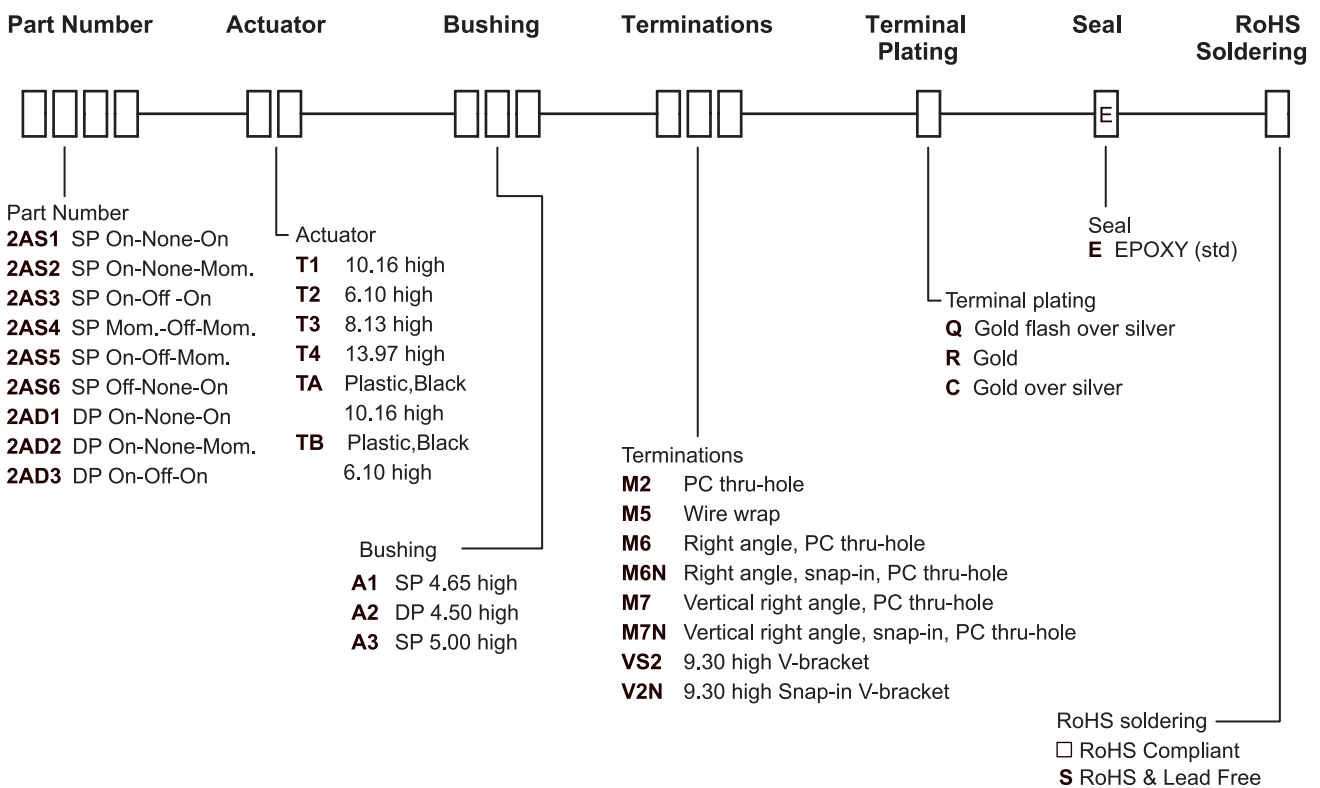 Part Number Actuator Bushing Terminations Terminal Plating Seal RoHS Soldering
E
Part Number
2AS1 SP On-None-On
2AS2 SP On-None-Mom.
2AS3 SP On-Off -On
2AS4 SP Mom.-Off-Mom.
2AS5 SP On-Off-Mom.
2AS6 SP Off-None-On
2AD1 DP On-None-On
2AD2 DP On-None-Mom.
2AD3 DP On-Off-On
Actuator
T1 10.16 high
T2 6.10 high
T3 8.13 high
T4 13.97 high
TA Plastic,Black
10.16 high
TB Plastic,Black
6.10 high
Bushing
A1 SP 4.65 high
A2 DP 4.50 high
A3 SP 5.00 high
Terminations
M2 PC thru-hole
M5 Wire wrap
M6 Right angle, PC thru-hole
M6N Right angle, snap-in, PC thru-hole
M7 Vertical right angle, PC thru-hole
M7N Vertical right angle, snap-in, PC thru-hole
VS2 9.30 high V-bracket
V2N 9.30 high Snap-in V-bracket
Terminal plating
Q Gold flash over silver
R Gold
C Gold over silver
Seal
E EPOXY (std)
RoHS soldering
□ RoHS Compliant
S RoHS & Lead Free